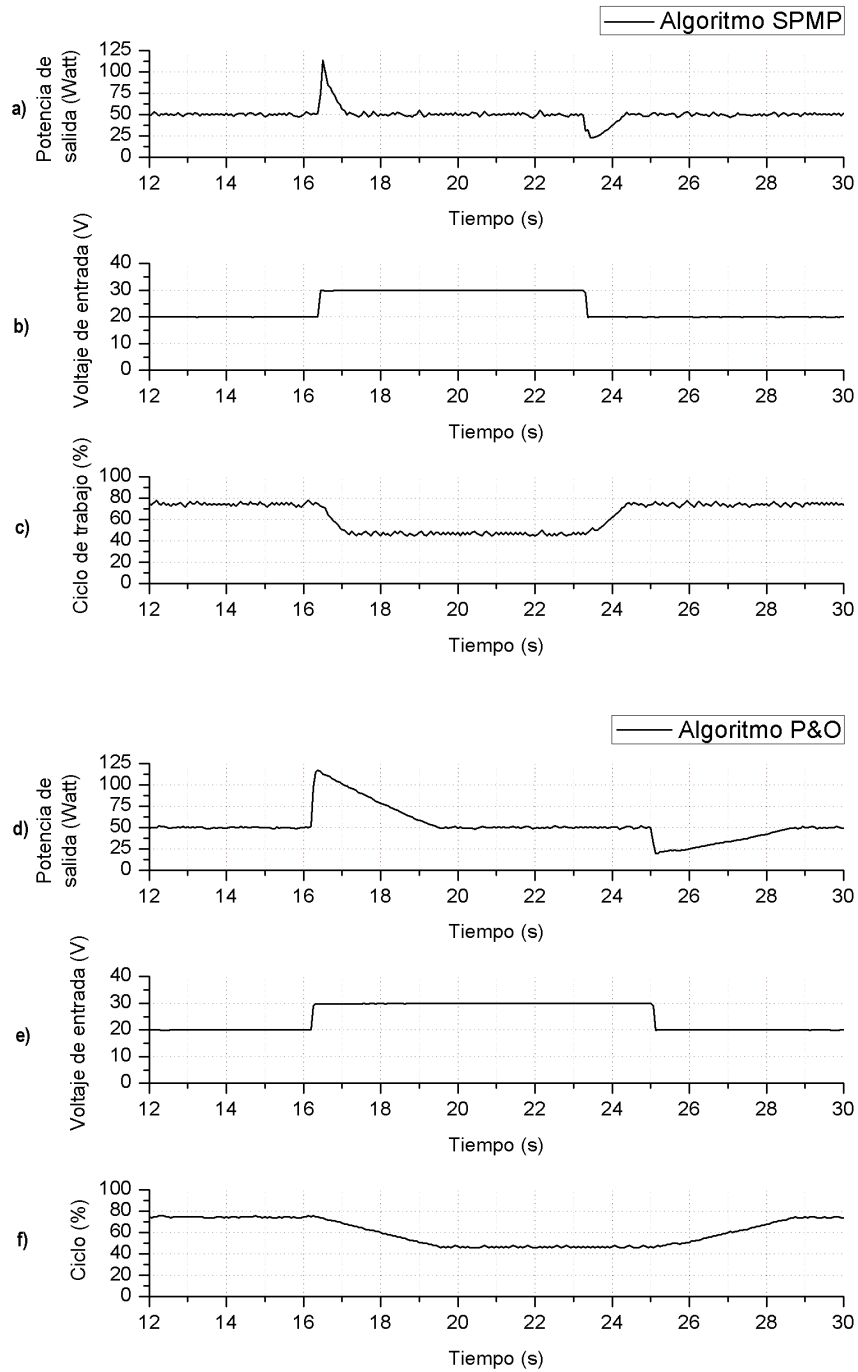 Algoritmo SPMP
a)
Potencia de
salida (Watt)
125
100
75
50
25
0
12 14 16 18 20 22 24 26 28 30
Tiempo (s)
b)
Voltaje de entrada (V)
40
30
20
10
0
12 14 16 18 20 22 24 26 28 30
Tiempo (s)
c)
Ciclo de trabajo (%)
100
80
60
40
20
0
12 14 16 18 20 22 24 26 28 30
Tiempo (s)
Algoritmo P&O
d)
Potencia de
salida (Watt)
125
100
75
50
25
0
12 14 16 18 20 22 24 26 28 30
Tiempo (s)
e)
Voltaje de entrada (V)
40
30
20
10
0
12 14 16 18 20 22 24 26 28 30
Tiempo (s)
f)
Ciclo (%)
100
80
60
40
20
0
12 14 16 18 20 22 24 26 28 30
Tiempo (s)